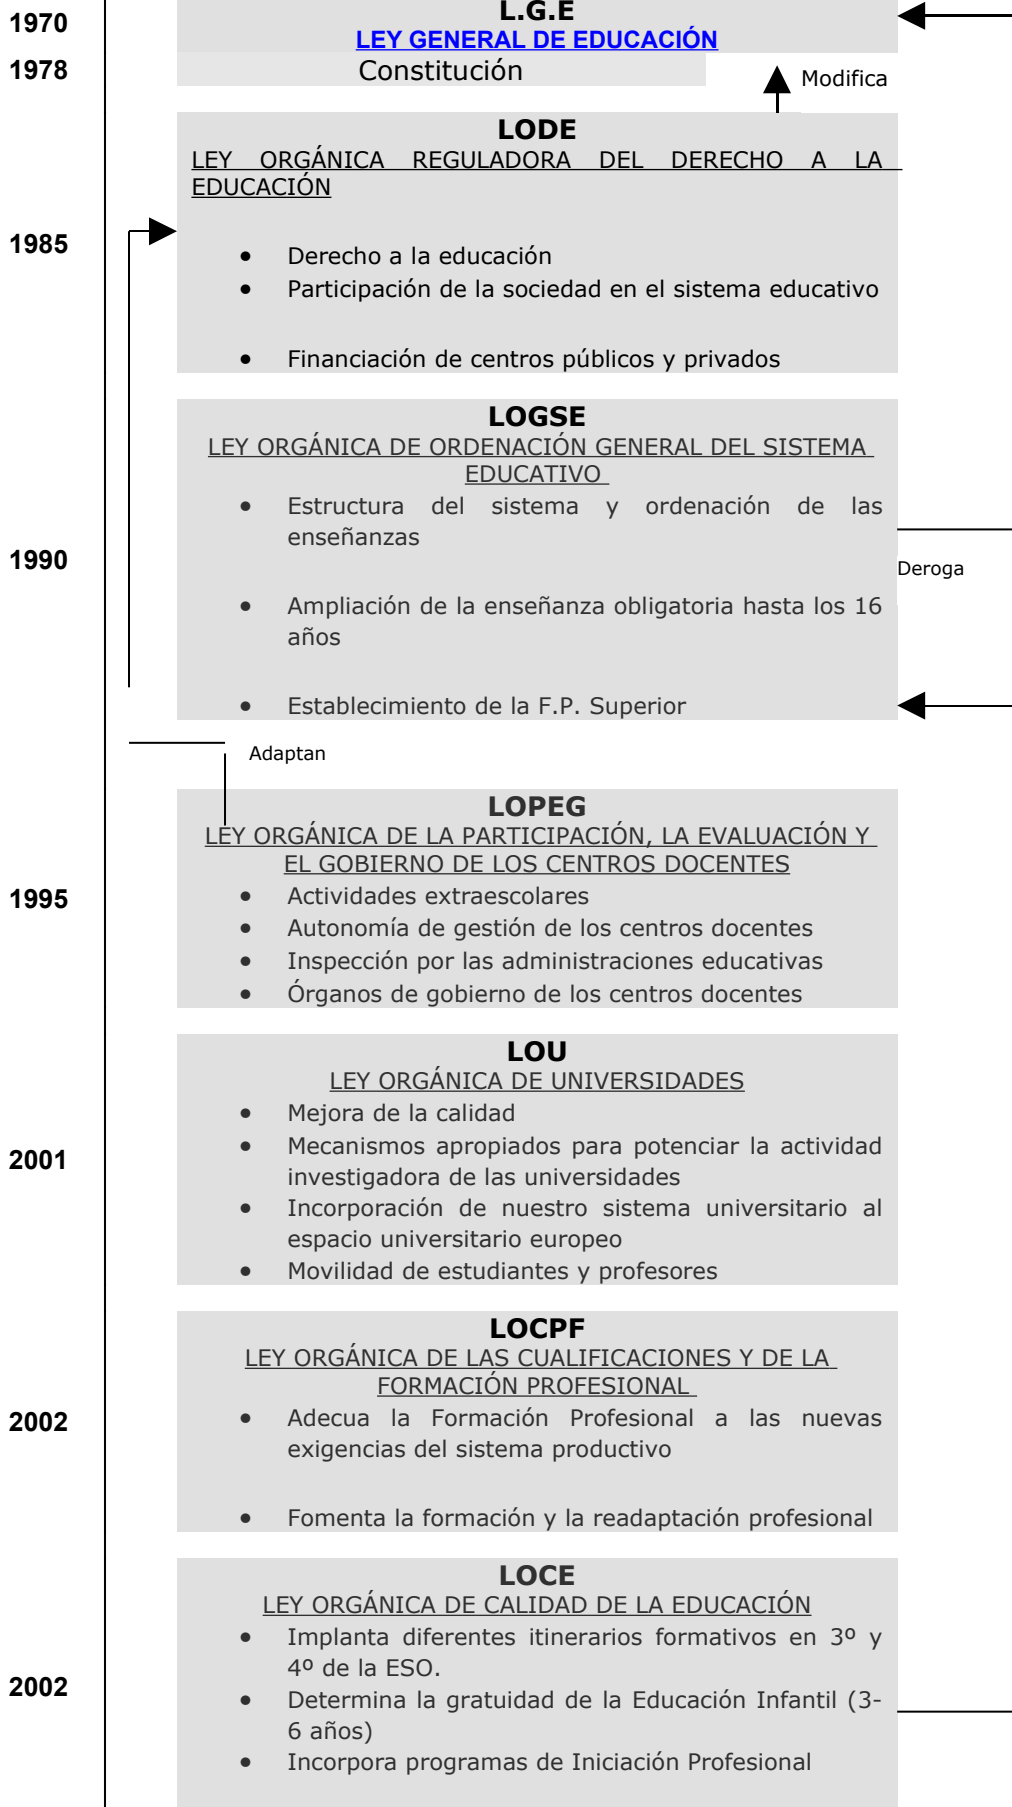 1970
L.G.E
LEY GENERAL DE EDUCACIÓN
1978
Constitución
Modifica
LODE
LEY ORGÁNICA REGULADORA DEL DERECHO A LA
EDUCACIÓN
1985
• Derecho a la educación
• Participación de la sociedad en el sistema educativo
• Financiación de centros públicos y privados
LOGSE
LEY ORGÁNICA DE ORDENACIÓN GENERAL DEL SISTEMA
EDUCATIVO
• Estructura del sistema y ordenación de las
enseñanzas
1990
Deroga
• Ampliación de la enseñanza obligatoria hasta los 16
años
• Establecimiento de la F.P. Superior
Adaptan
LOPEG
LEY ORGÁNICA DE LA PARTICIPACIÓN, LA EVALUACIÓN Y
EL GOBIERNO DE LOS CENTROS DOCENTES
1995
• Actividades extraescolares
• Autonomía de gestión de los centros docentes
• Inspección por las administraciones educativas
• Órganos de gobierno de los centros docentes
LOU
LEY ORGÁNICA DE UNIVERSIDADES
• Mejora de la calidad
2001
• Mecanismos apropiados para potenciar la actividad
investigadora de las universidades
• Incorporación de nuestro sistema universitario al
espacio universitario europeo
• Movilidad de estudiantes y profesores
LOCPF
LEY ORGÁNICA DE LAS CUALIFICACIONES Y DE LA
FORMACIÓN PROFESIONAL
2002
• Adecua la Formación Profesional a las nuevas
exigencias del sistema productivo
• Fomenta la formación y la readaptación profesional
LOCE
LEY ORGÁNICA DE CALIDAD DE LA EDUCACIÓN
• Implanta diferentes itinerarios formativos en 3º y
4º de la ESO.
2002
• Determina la gratuidad de la Educación Infantil (3-
6 años)
• Incorpora programas de Iniciación Profesional